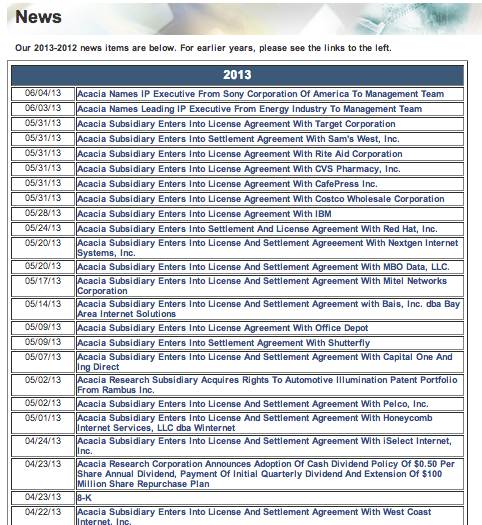 News
Our 2013-2012 news items are below. For earlier years, please see the links to the left.
2013
06/04/13 Acacia Names IP Executive From Sony Corporation Of America To Management Team
06/03/13 Acacia Names Leading IP Executive From Energy Industry To Management Team
05/31/13 Acacia Subsidiary Enters Into License Agreement With Target Corporation
05/31/13 Acacia Subsidiary Enters Into Settlement Agreement With Sam's West, Inc.
05/31/13 Acacia Subsidiary Enters Into License Agreement With Rite Aid Corporation
05/31/13 Acacia Subsidiary Enters Into License Agreement With CVS Pharmacy, Inc.
05/31/13 Acacia Subsidiary Enters Into License Agreement With CafePress Inc.
05/31/13 Acacia Subsidiary Enters Into License Agreement With Costco Wholesale Corporation
05/28/13 Acacia Subsidiary Enters Into License Agreement With IBM
05/24/13 Acacia Subsidiary Enters Into Settlement And License Agreement With Red Hat, Inc.
05/20/13 Acacia Subsidiary Enters Into License And Settlement Agreeement With Nextgen Internet
Systems, Inc.
05/20/13 Acacia Subsidiary Enters Into License And Settlement Agreement With MBO Data, LLC.
05/17/13 Acacia Subsidiary Enters Into License And Settlement Agreement With Mitel Networks
Corporation
05/14/13 Acacia Subsidiary Enters Into License And Settlement Agreement with Bais, Inc. dba Bay
Area Internet Solutions
05/09/13 Acacia Subsidiary Enters Into License Agreement With Office Depot
05/09/13 Acacia Subsidiary Enters Into Settlement Agreement With Shutterfly
05/07/13 Acacia Subsidiary Enters Into License And Settlement Agreement With Capital One And
Ing Direct
05/02/13 Acacia Research Subsidiary Acquires Rights To Automotive Illumination Patent Portfolio
From Rambus Inc.
05/02/13 Acacia Subsidiary Enters Into License And Settlement Agreement With Pelco, Inc.
05/01/13 Acacia Subsidiary Enters Into License And Settlement Agreement With Honeycomb
Internet Services, LLC dba Winternet
04/24/13 Acacia Subsidiary Enters Into License And Settlement Agreement With iSelect Internet,
Inc.
04/23/13 Acacia Research Corporation Announces Adoption Of Cash Dividend Policy Of $0.50 Per
Share Annual Dividend, Payment Of Initial Quarterly Dividend And Extension Of $100
Million Share Repurchase Plan
04/23/13 8-K
04/22/13 Acacia Subsidiary Enters Into License And Settlement Agreement With West Coast
Internet, Inc.